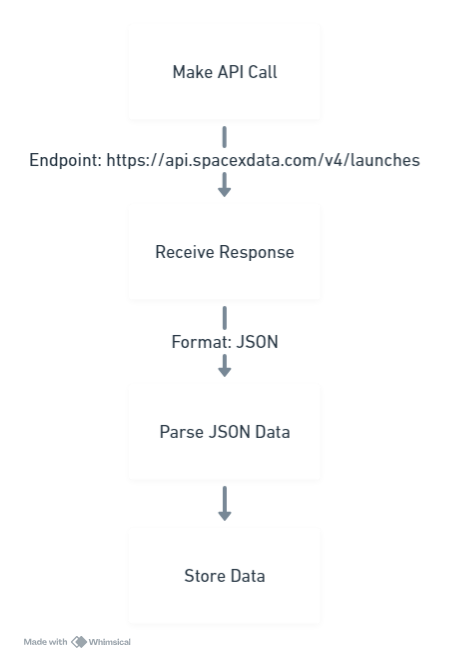 Make API Call
Endpoint: https://api.spacexdata.com/v4/launches
Receive Response
Format: JSON
Parse JSON Data
Store Data
Made with Whimsical